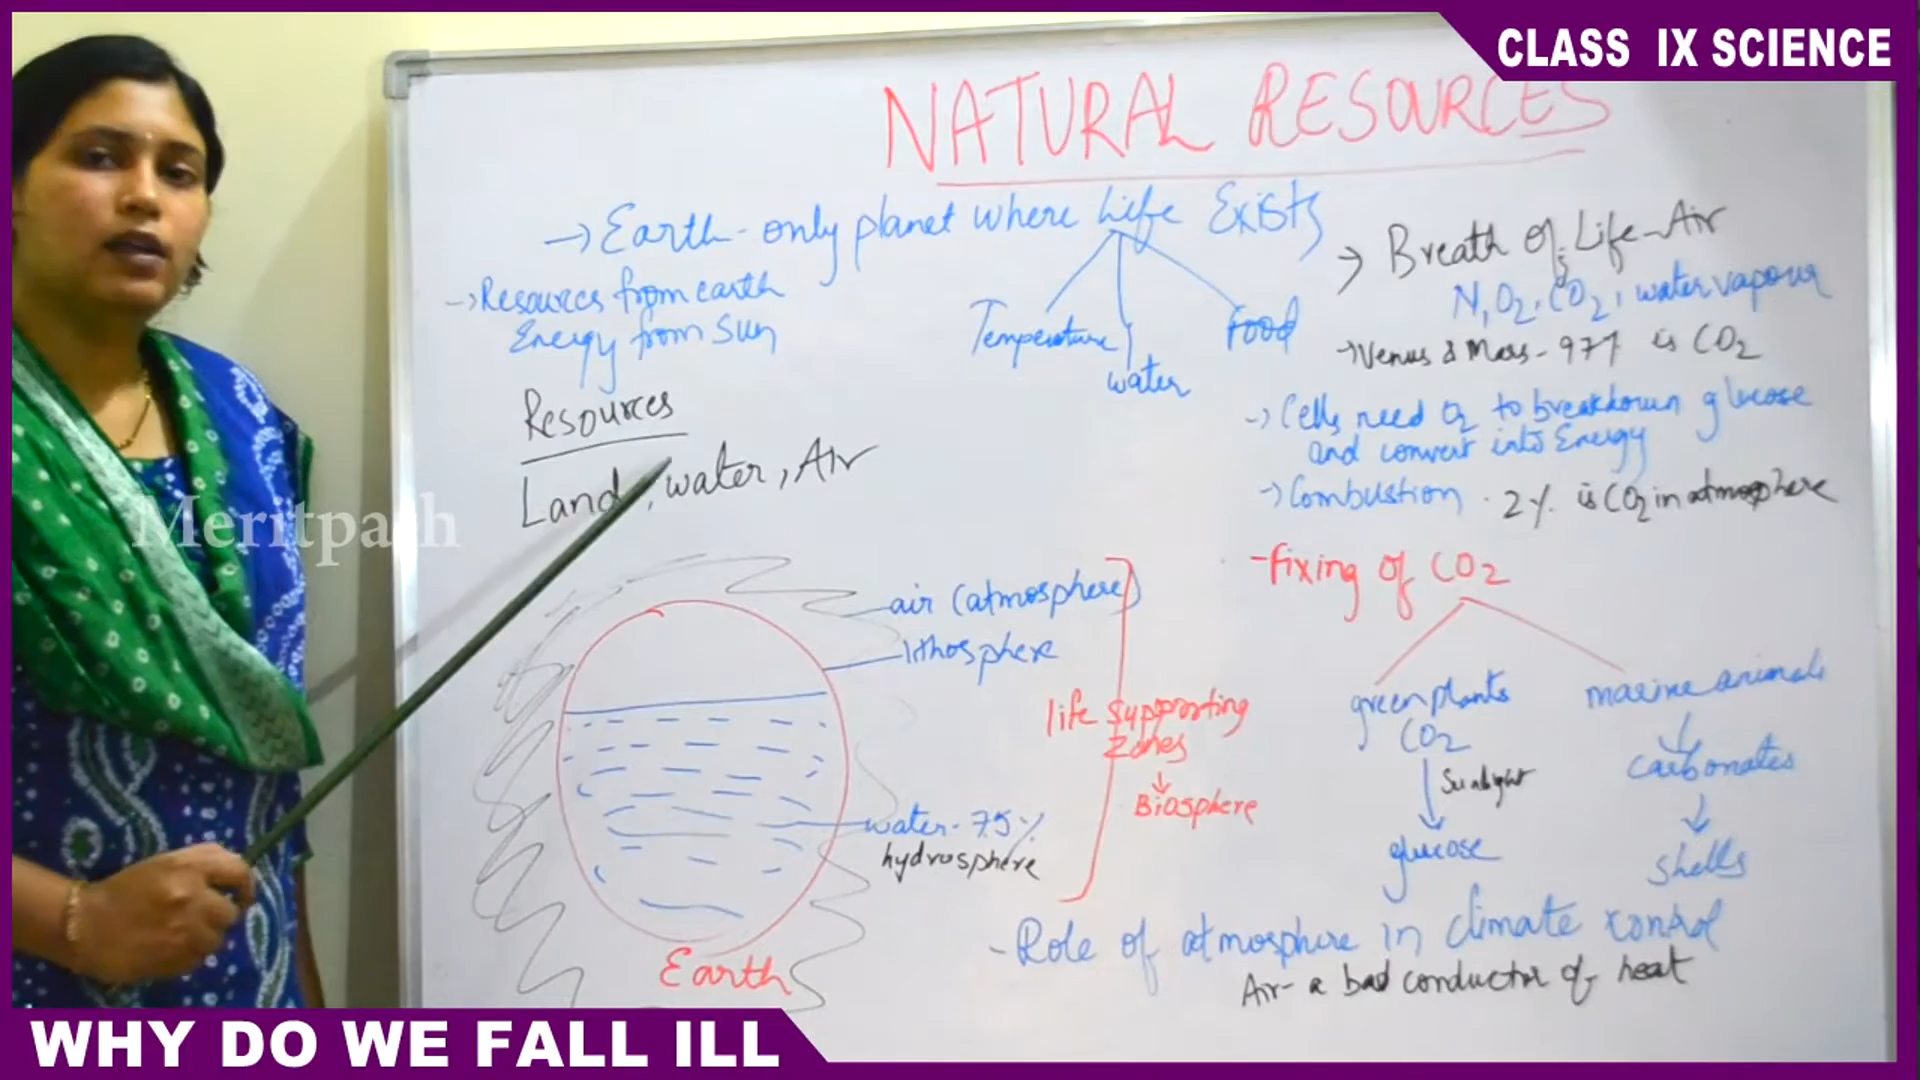 CLASS IX SCIENCE
NATURAL RESOURCES
→ Earth - only planet where life Exists
Temperature
water
Food
→ Resources from earth
Energy from Sun
Resources
Land, water, Air
Meritpath
air (atmosphere)
lithosphere
water - 75%
hydrosphere
Earth
life supporting
zones
↓
Biosphere
→ Breath of Life - Air
N, O2, CO2, water vapour
→ Venus & Mars - 97% is CO2
→ Cells need O2 to breakdown glucose
and convert into Energy
→ Combustion . 2% is CO2 in atmosphere
- fixing of CO2
green plants
CO2
↓ Sunlight
glucose
marine animals
↓
carbonates
↓
shells
- Role of atmosphere in climate control
Air - a bad conductor of heat
WHY DO WE FALL ILL